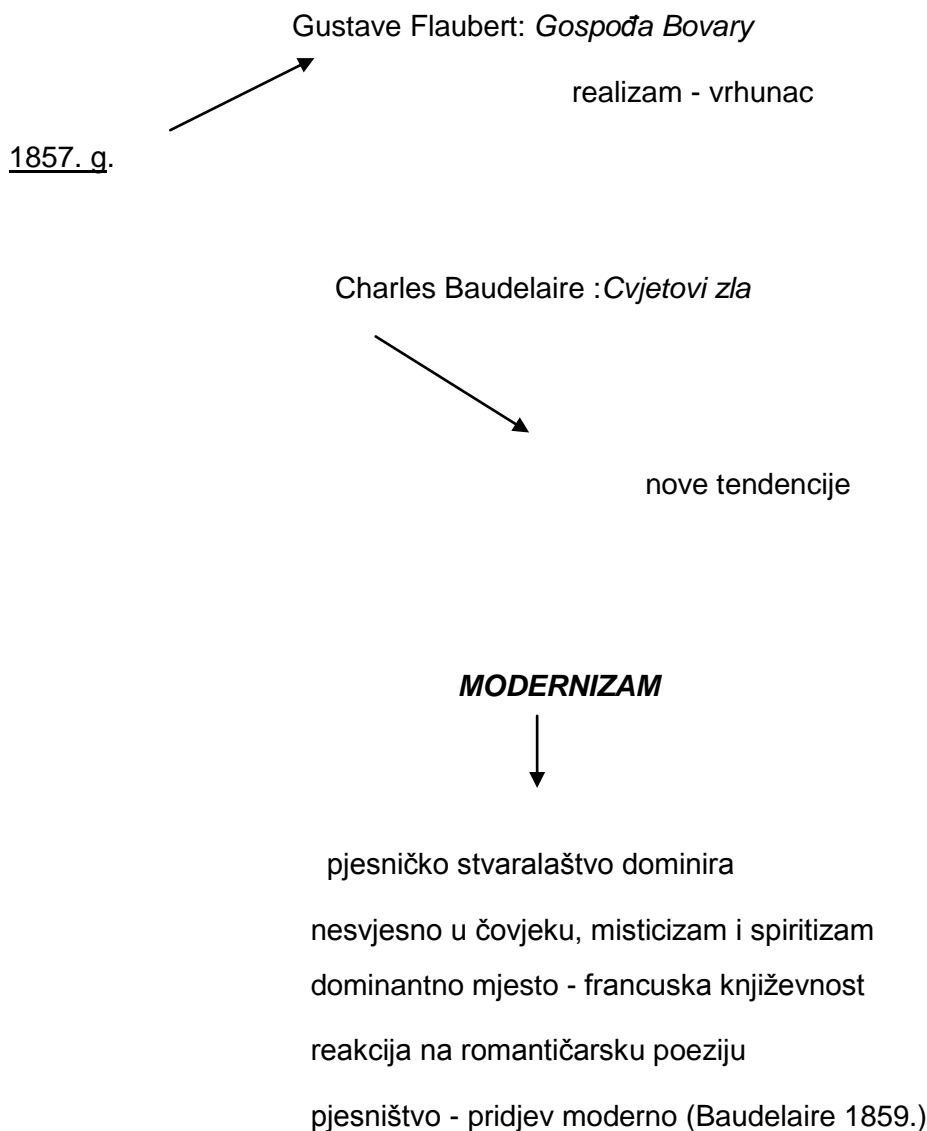 Gustave Flaubert: Gospođa Bovary
realizam - vrhunac
1857. g.
Charles Baudelaire :Cvjetovi zla
nove tendencije
MODERNIZAM
pjesničko stvaralaštvo dominira
nesvjesno u čovjeku, misticizam i spiritizam
dominantno mjesto - francuska književnost
reakcija na romantičarsku poeziju
pjesništvo - pridjev moderno (Baudelaire 1859.)